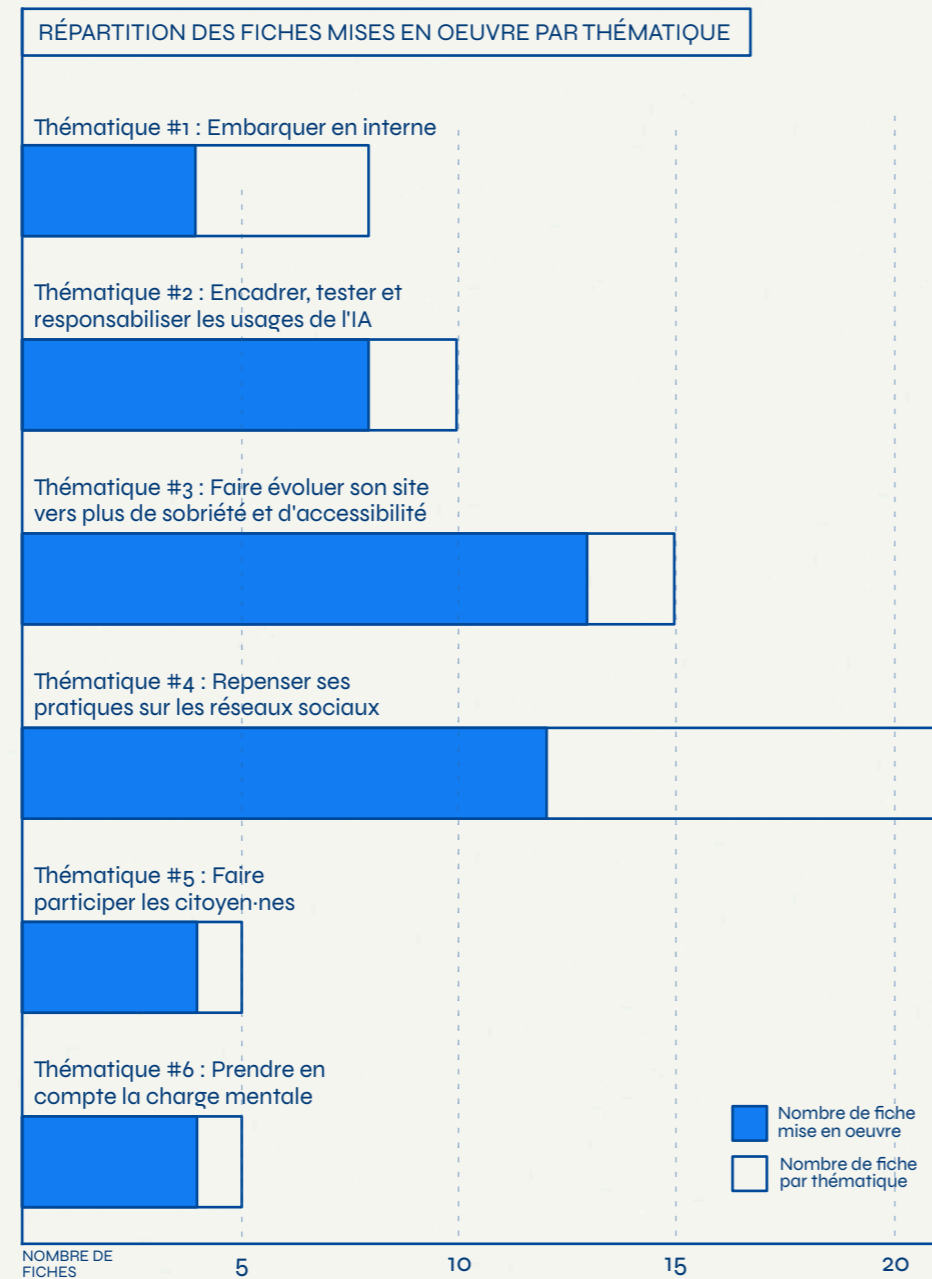 RÉPARTITION DES FICHES MISES EN OEUVRE PAR THÉMATIQUE
Thématique #1 : Embarquer en interne
Thématique #2 : Encadrer, tester et
responsabiliser les usages de l'IA
Thématique #3 : Faire évoluer son site
vers plus de sobriété et d'accessibilité
Thématique #4 : Repenser ses
pratiques sur les réseaux sociaux
Thématique #5 : Faire
participer les citoyen·nes
Thématique #6 : Prendre en
compte la charge mentale
Nombre de fiche
mise en oeuvre
Nombre de fiche
par thématique
NOMBRE DE
FICHES
5
10
15
20